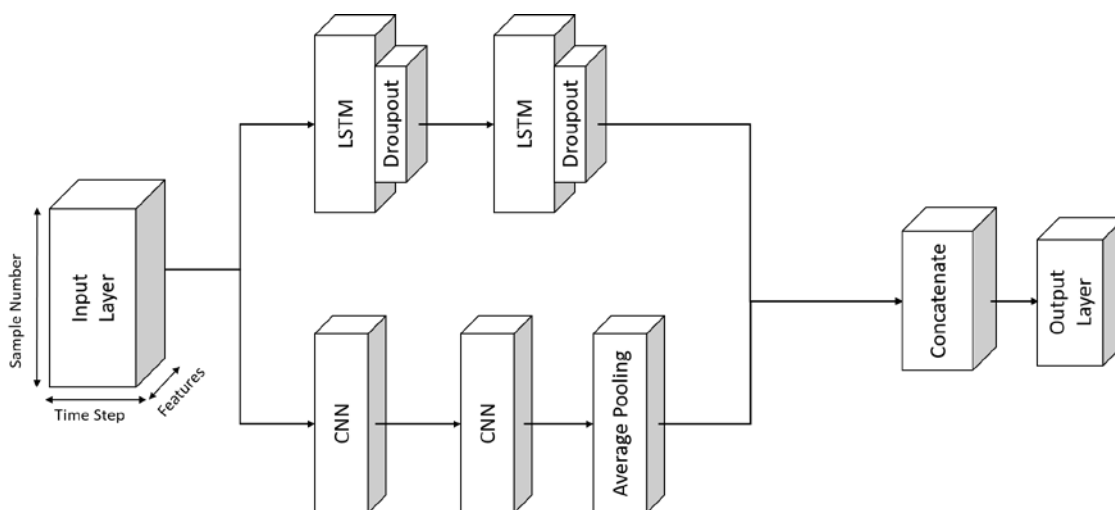 LSTM
Droupout
LSTM
Droupout
Sample Number
Input
Layer
Time Step
Features
CNN
CNN
Average Pooling
Concatenate
Output
Layer